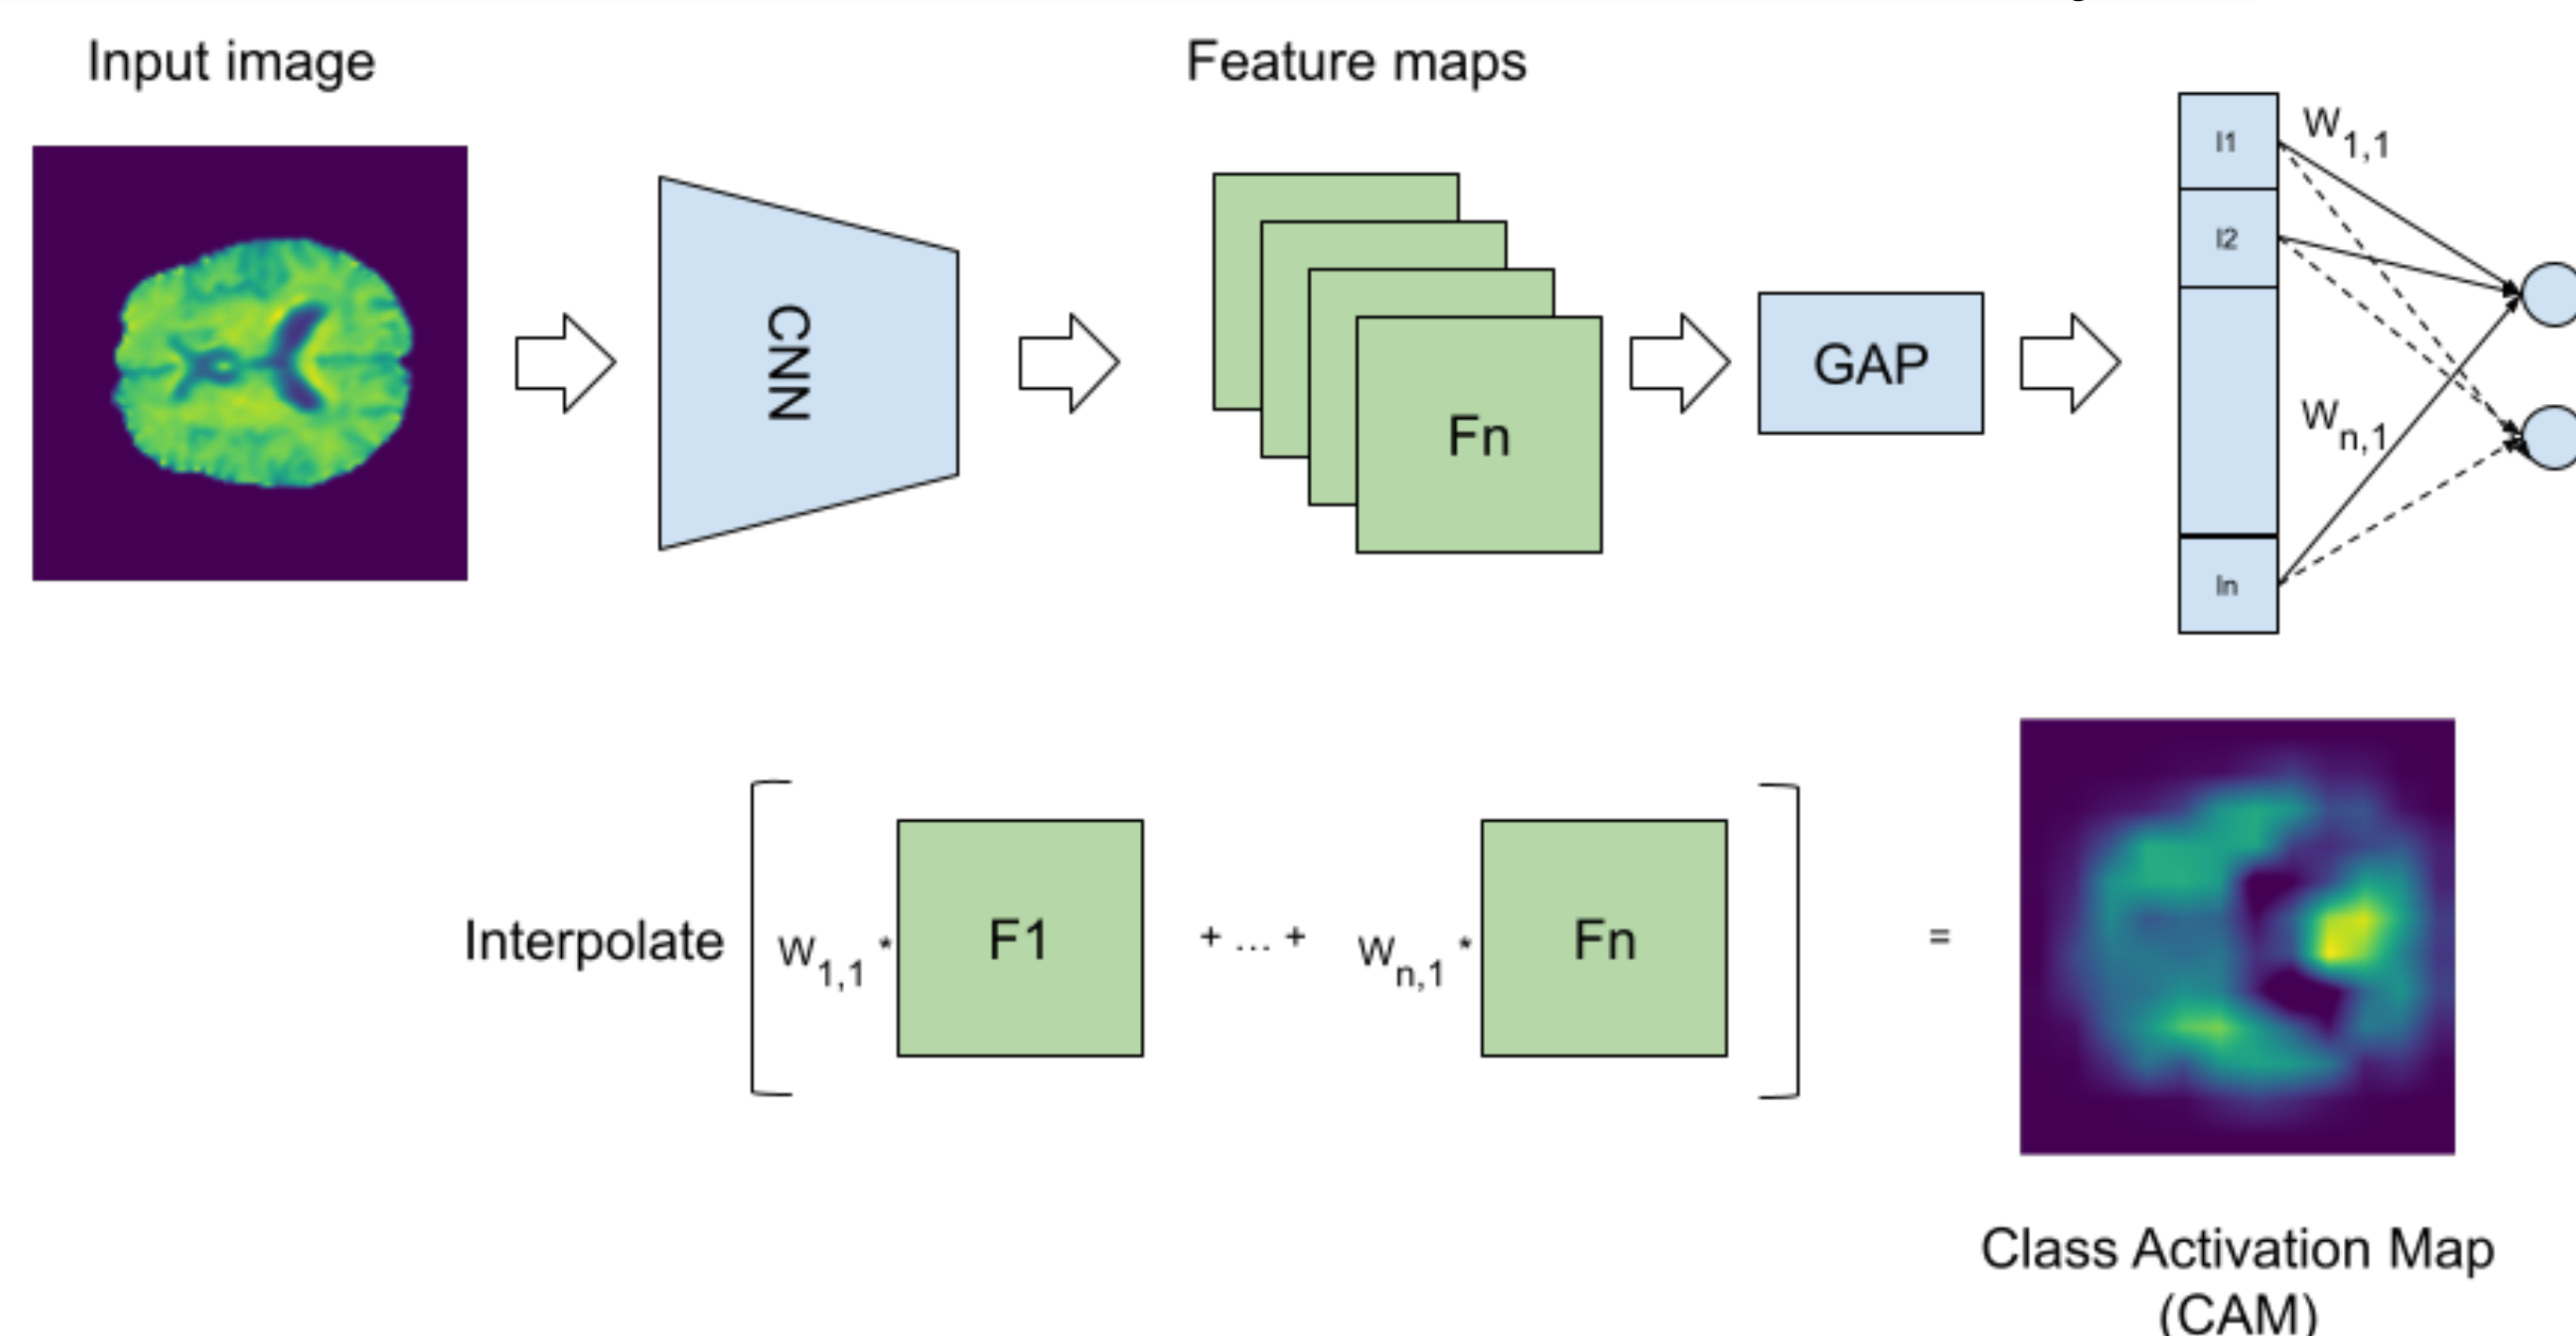 Input image
Feature maps
CNN
Fn
GAP
I1
I2
In
W1,1
Wn,1
Interpolate
W1,1 *
F1
+ ... +
Wn,1 *
Fn
=
Class Activation Map
(CAM)